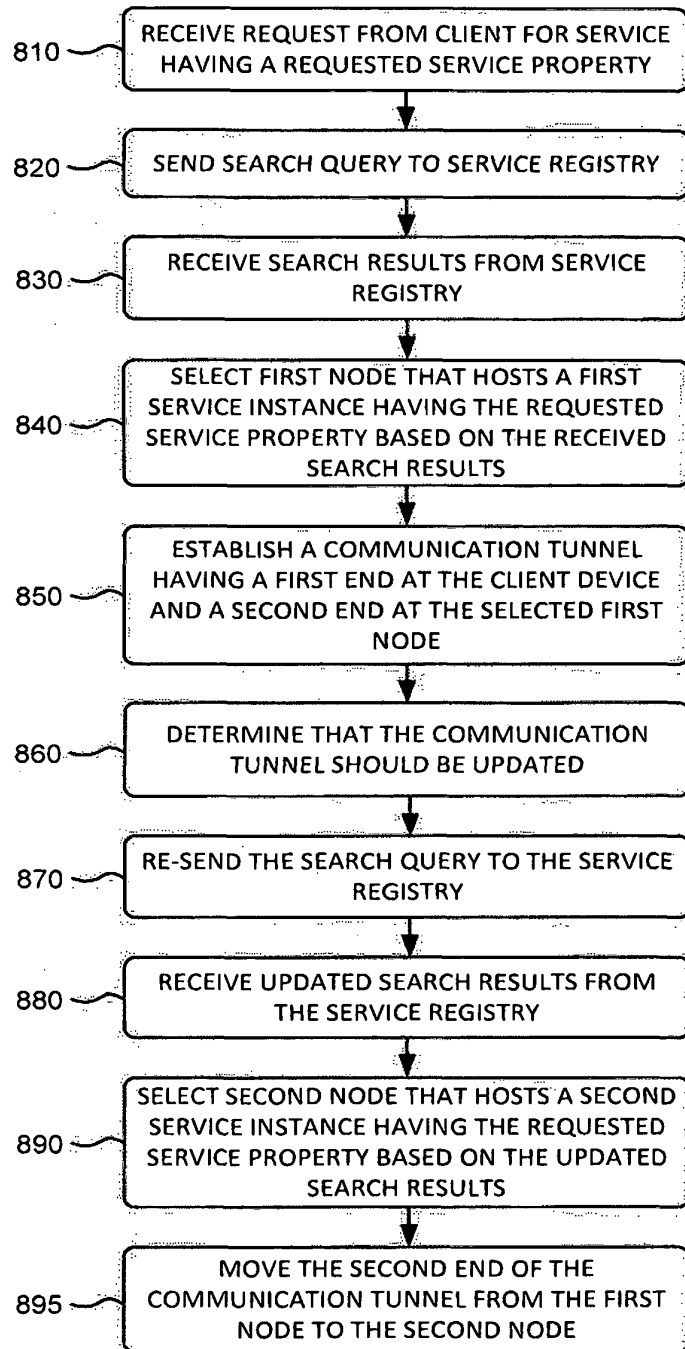 810
RECEIVE REQUEST FROM CLIENT FOR SERVICE
HAVING A REQUESTED SERVICE PROPERTY
820
SEND SEARCH QUERY TO SERVICE REGISTRY
830
RECEIVE SEARCH RESULTS FROM SERVICE
REGISTRY
840
SELECT FIRST NODE THAT HOSTS A FIRST
SERVICE INSTANCE HAVING THE REQUESTED
SERVICE PROPERTY BASED ON THE RECEIVED
SEARCH RESULTS
850
ESTABLISH A COMMUNICATION TUNNEL
HAVING A FIRST END AT THE CLIENT DEVICE
AND A SECOND END AT THE SELECTED FIRST
NODE
860
DETERMINE THAT THE COMMUNICATION
TUNNEL SHOULD BE UPDATED
870
RE-SEND THE SEARCH QUERY TO THE SERVICE
REGISTRY
880
RECEIVE UPDATED SEARCH RESULTS FROM
THE SERVICE REGISTRY
890
SELECT SECOND NODE THAT HOSTS A SECOND
SERVICE INSTANCE HAVING THE REQUESTED
SERVICE PROPERTY BASED ON THE UPDATED
SEARCH RESULTS
895
MOVE THE SECOND END OF THE
COMMUNICATION TUNNEL FROM THE FIRST
NODE TO THE SECOND NODE